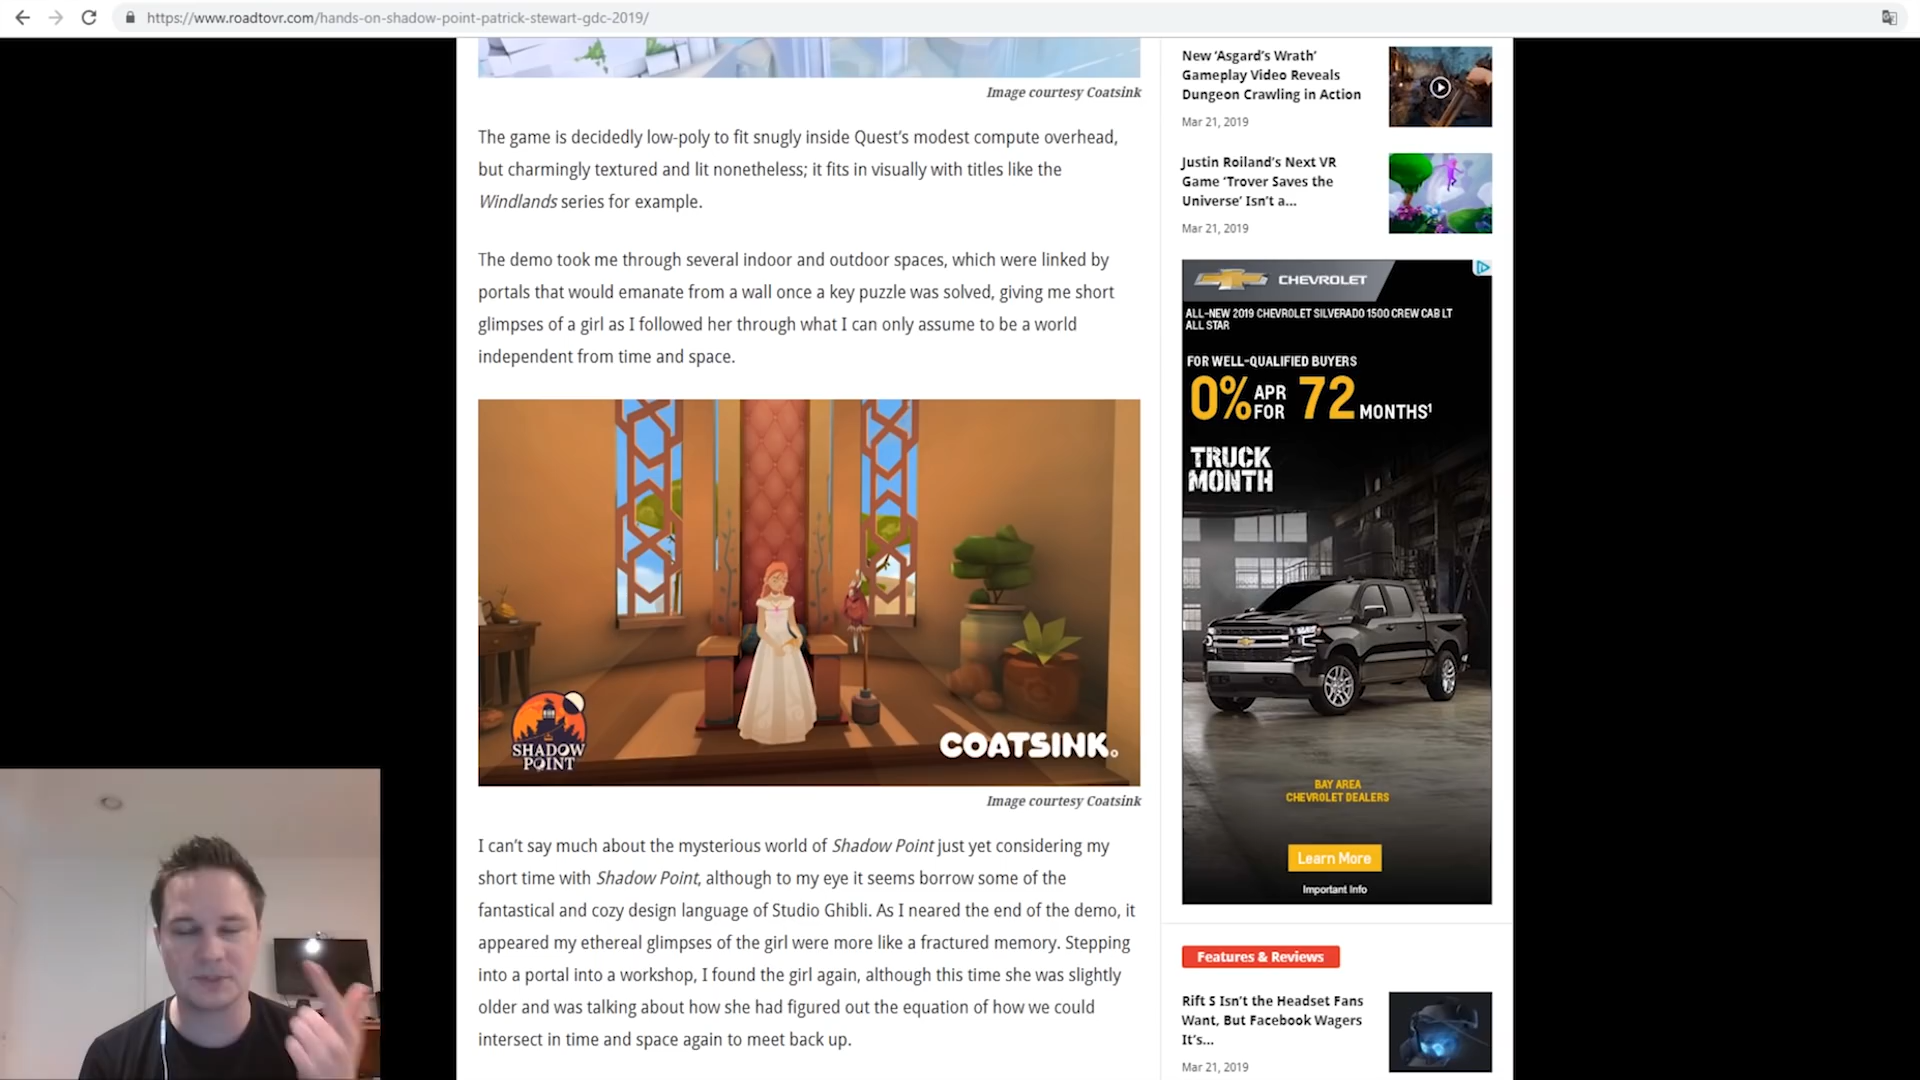 https://www.roadtovr.com/hands-on-shadow-point-patrick-stewart-gdc-2019/
Image courtesy Coatsink
The game is decidedly low-poly to fit snugly inside Quest's modest compute overhead,
but charmingly textured and lit nonetheless; it fits in visually with titles like the
Windlands series for example.
The demo took me through several indoor and outdoor spaces, which were linked by
portals that would emanate from a wall once a key puzzle was solved, giving me short
glimpses of a girl as I followed her through what I can only assume to be a world
independent from time and space.
SHADOW
POINT
COATSINK.
Image courtesy Coatsink
I can't say much about the mysterious world of Shadow Point just yet considering my
short time with Shadow Point, although to my eye it seems borrow some of the
fantastical and cozy design language of Studio Ghibli. As I neared the end of the demo, it
appeared my ethereal glimpses of the girl were more like a fractured memory. Stepping
into a portal into a workshop, I found the girl again, although this time she was slightly
older and was talking about how she had figured out the equation of how we could
intersect in time and space again to meet back up.
New 'Asgard's Wrath'
Gameplay Video Reveals
Dungeon Crawling in Action
Mar 21, 2019
Justin Roiland's Next VR
Game 'Trover Saves the
Universe' Isn't a...
Mar 21, 2019
CHEVROLET
ALL-NEW 2019 CHEVROLET SILVERADO 1500 CREW CAB LT
ALL STAR
FOR WELL-QUALIFIED BUYERS
0% APR FOR 72 MONTHS¹
TRUCK
MONTH
BAY AREA
CHEVROLET DEALERS
Learn More
Important Info
Features & Reviews
Rift S Isn't the Headset Fans
Want, But Facebook Wagers
It's...
Mar 21, 2019